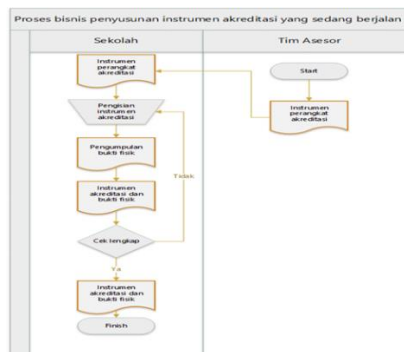 Proses bisnis penyusunan instrumen akreditasi yang sedang berjalan
Sekolah
Tim Asesor
Instrumen
perangkat
akreditasi
Start
Pengisian
instrumen
akreditasi
Instrumen
perangkat
akreditasi
Pengumpulan
bukti fisik
Tidak
Instrumen
akreditasi dan
bukti fisik
Cek lengkap
Ya
Instrumen
akreditasi dan
bukti fisik
Finish